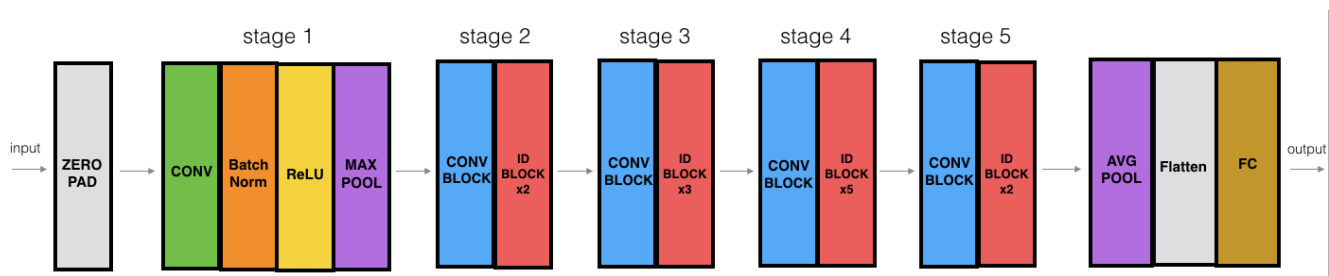 stage 1
stage 2
stage 3
stage 4
stage 5
input
ZERO
PAD
CONV
Batch
Norm
ReLU
MAX
POOL
CONV
BLOCK
ID
BLOCK
x2
CONV
BLOCK
ID
BLOCK
x3
CONV
BLOCK
ID
BLOCK
x5
CONV
BLOCK
ID
BLOCK
x2
AVG
POOL
Flatten
FC
output